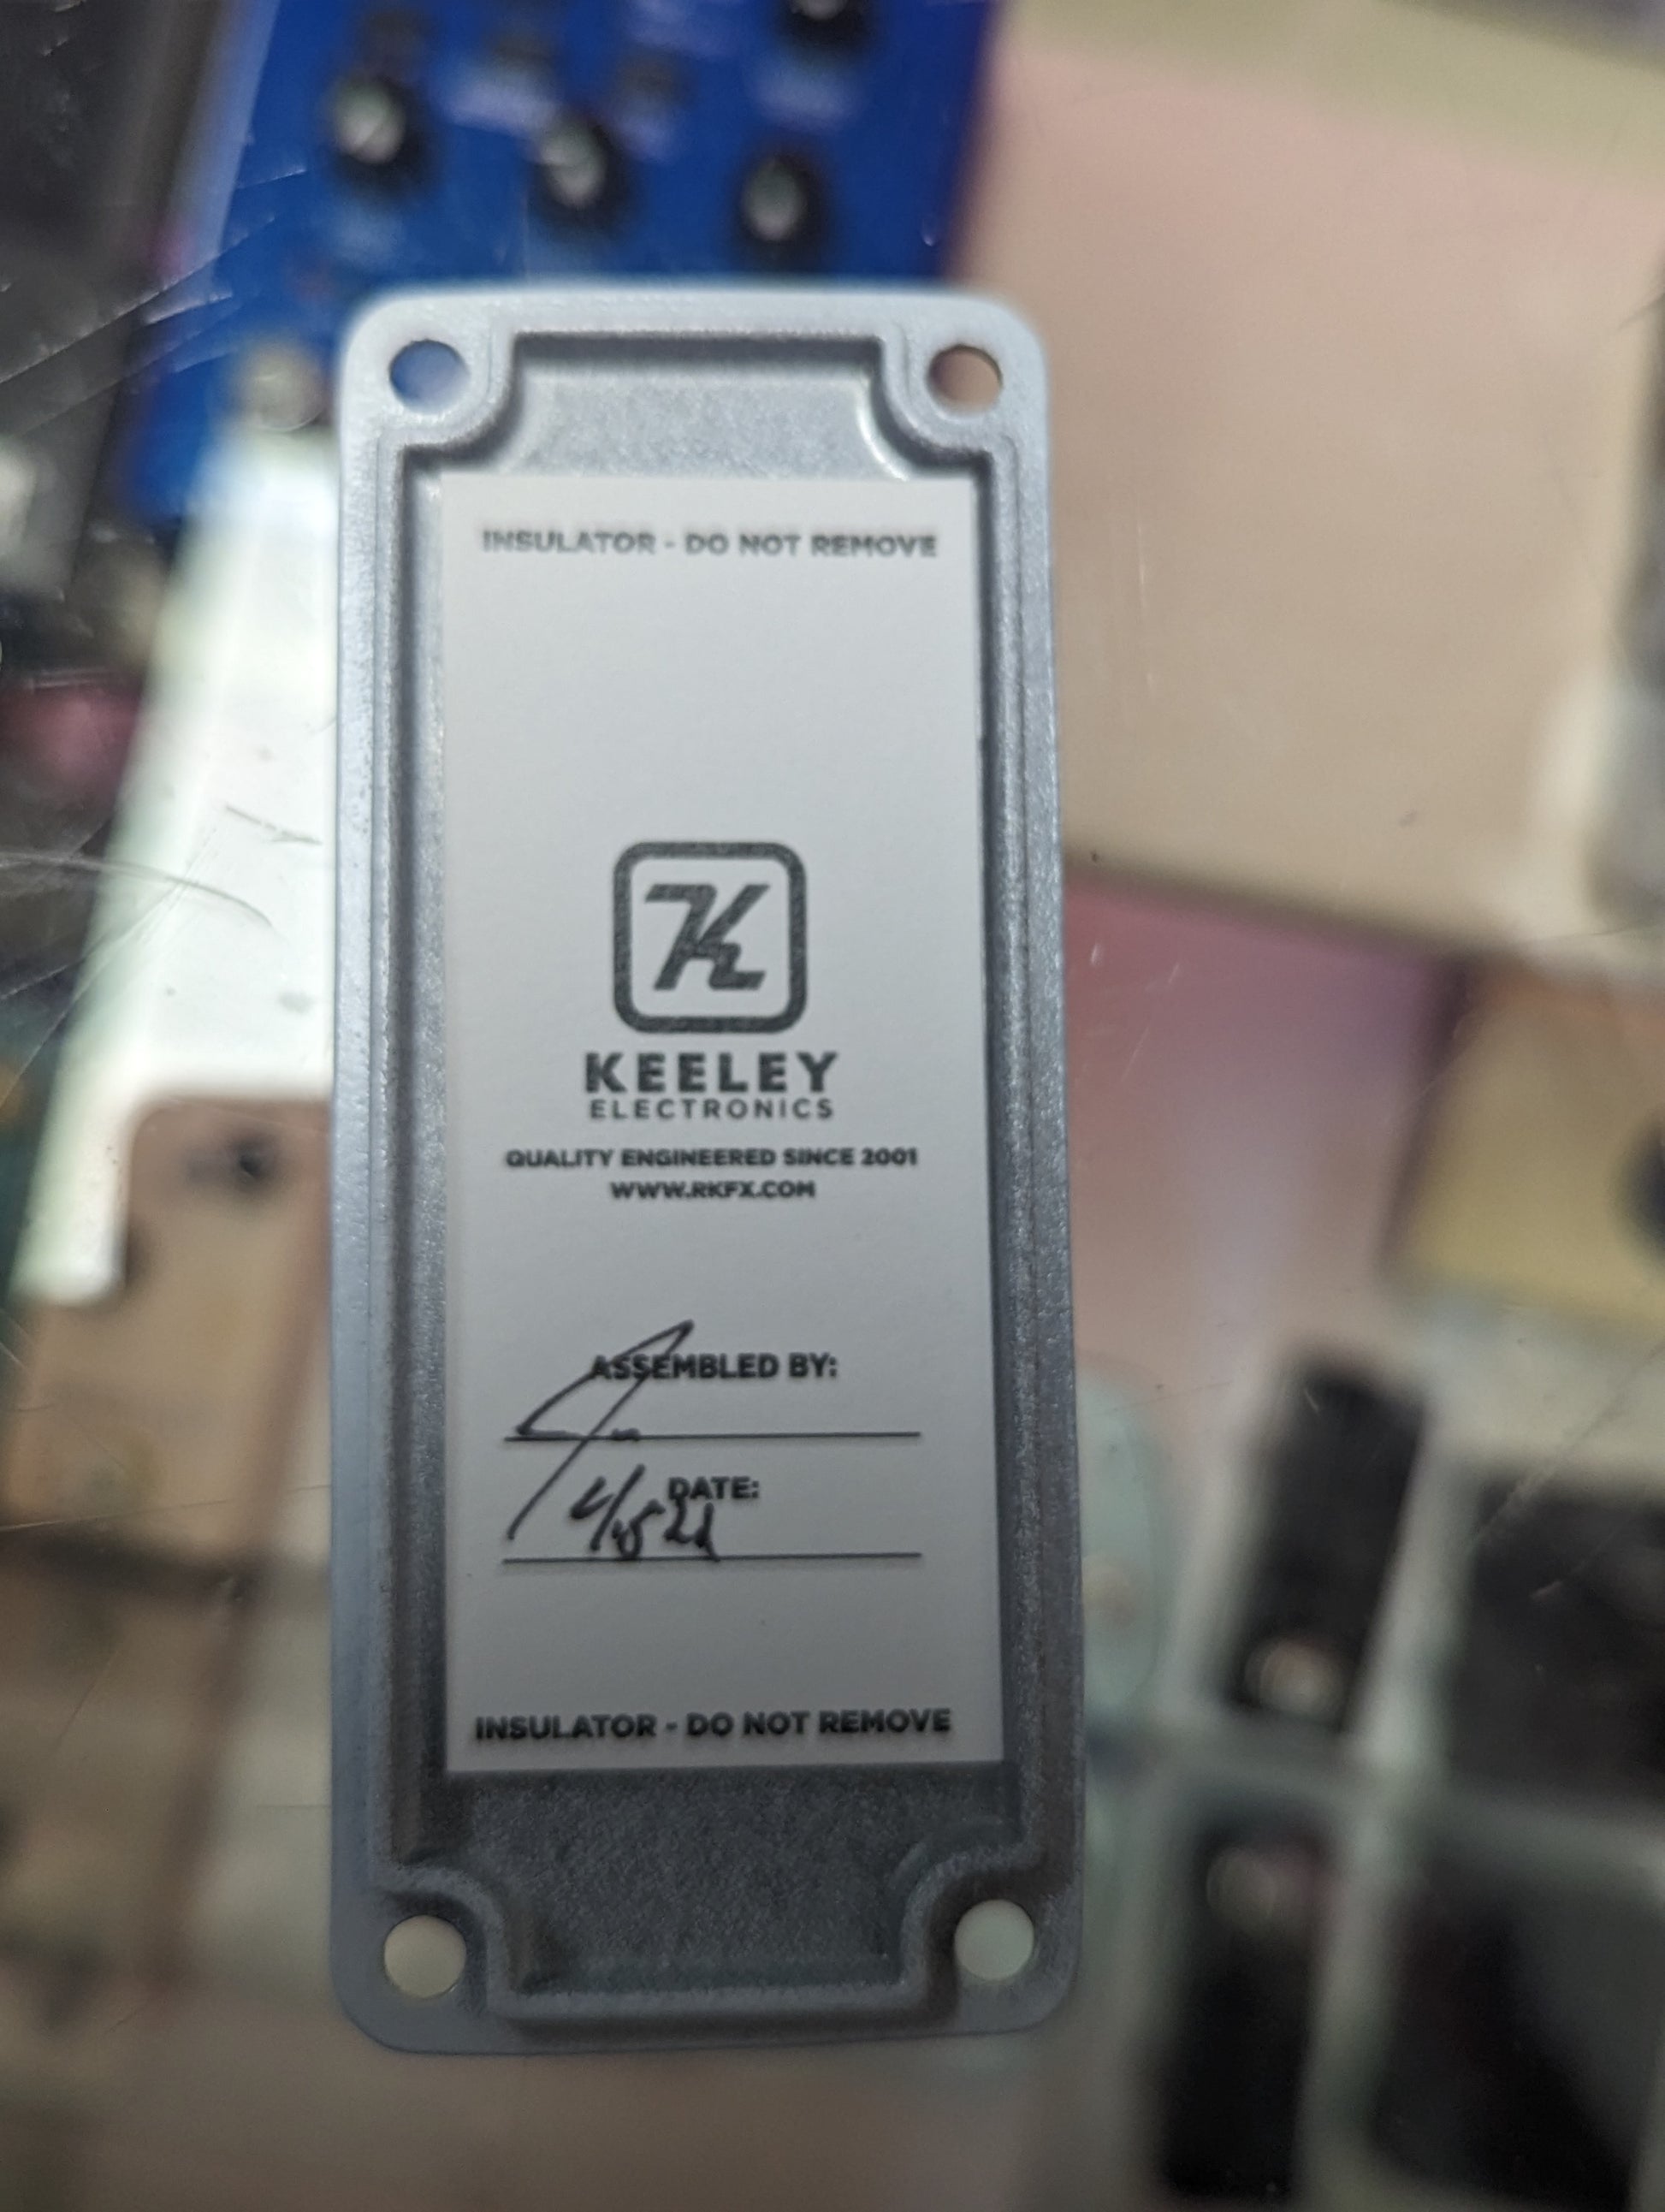 INSULATOR - DO NOT REMOVE
K
KEELEY
ELECTRONICS
QUALITY ENGINEERED SINCE 2001
WWW.RKFX.COM
ASSEMBLED BY:
DATE:
INSULATOR - DO NOT REMOVE